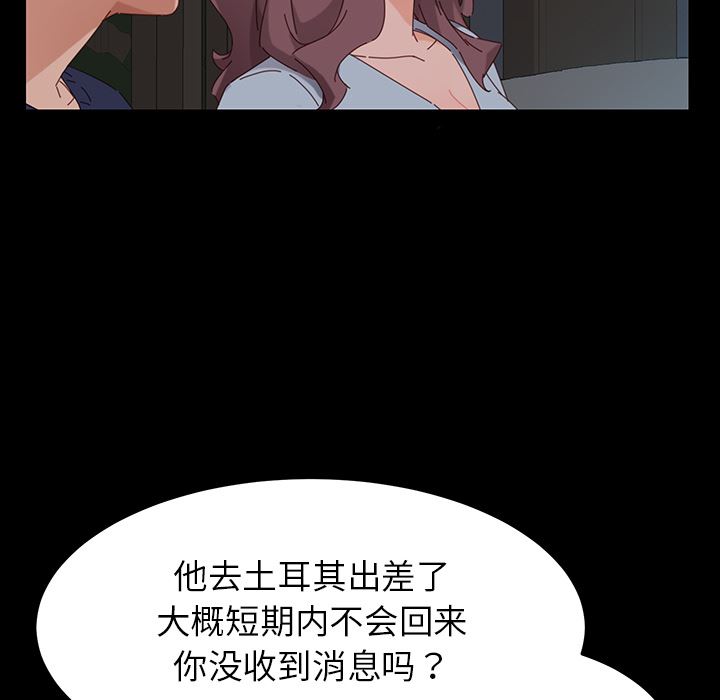 他去土耳其出差了
大概短期内不会回来
你没收到消息吗？